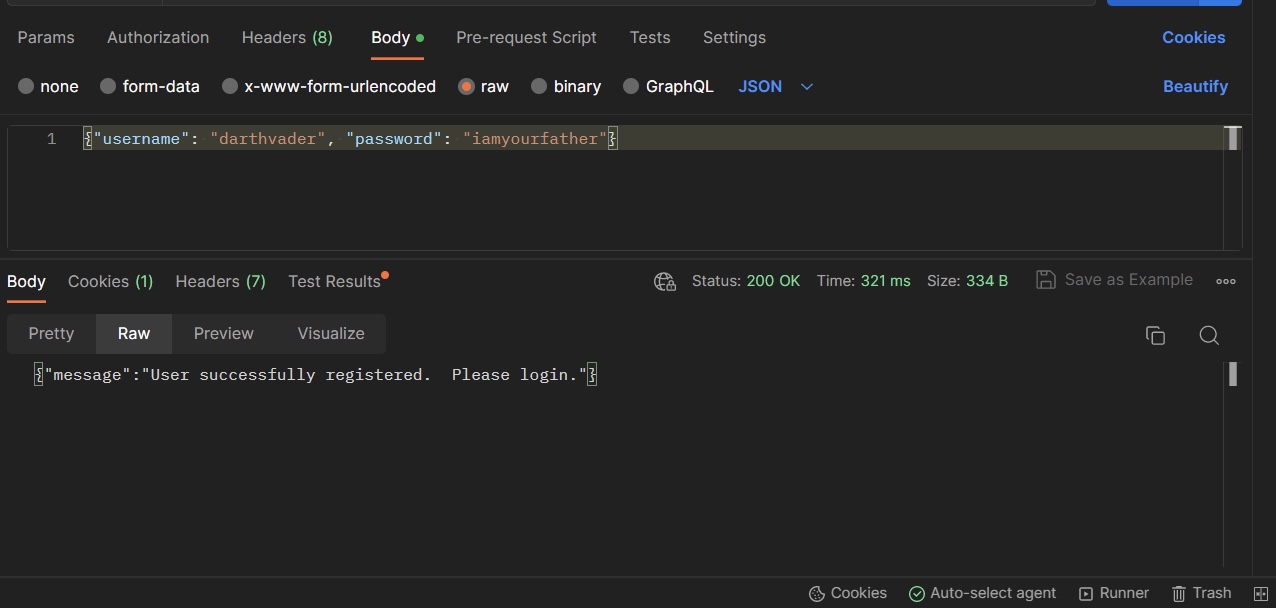 Params Authorization Headers (8) Body Pre-request Script Tests Settings Cookies
none form-data x-www-form-urlencoded raw binary GraphQL JSON Beautify
1 {"username": "darthvader", "password": "iamyourfather"}
Body Cookies (1) Headers (7) Test Results Status: 200 OK Time: 321 ms Size: 334 B Save as Example
Pretty Raw Preview Visualize
{"message":"User successfully registered.  Please login."}
Cookies Auto-select agent Runner Trash